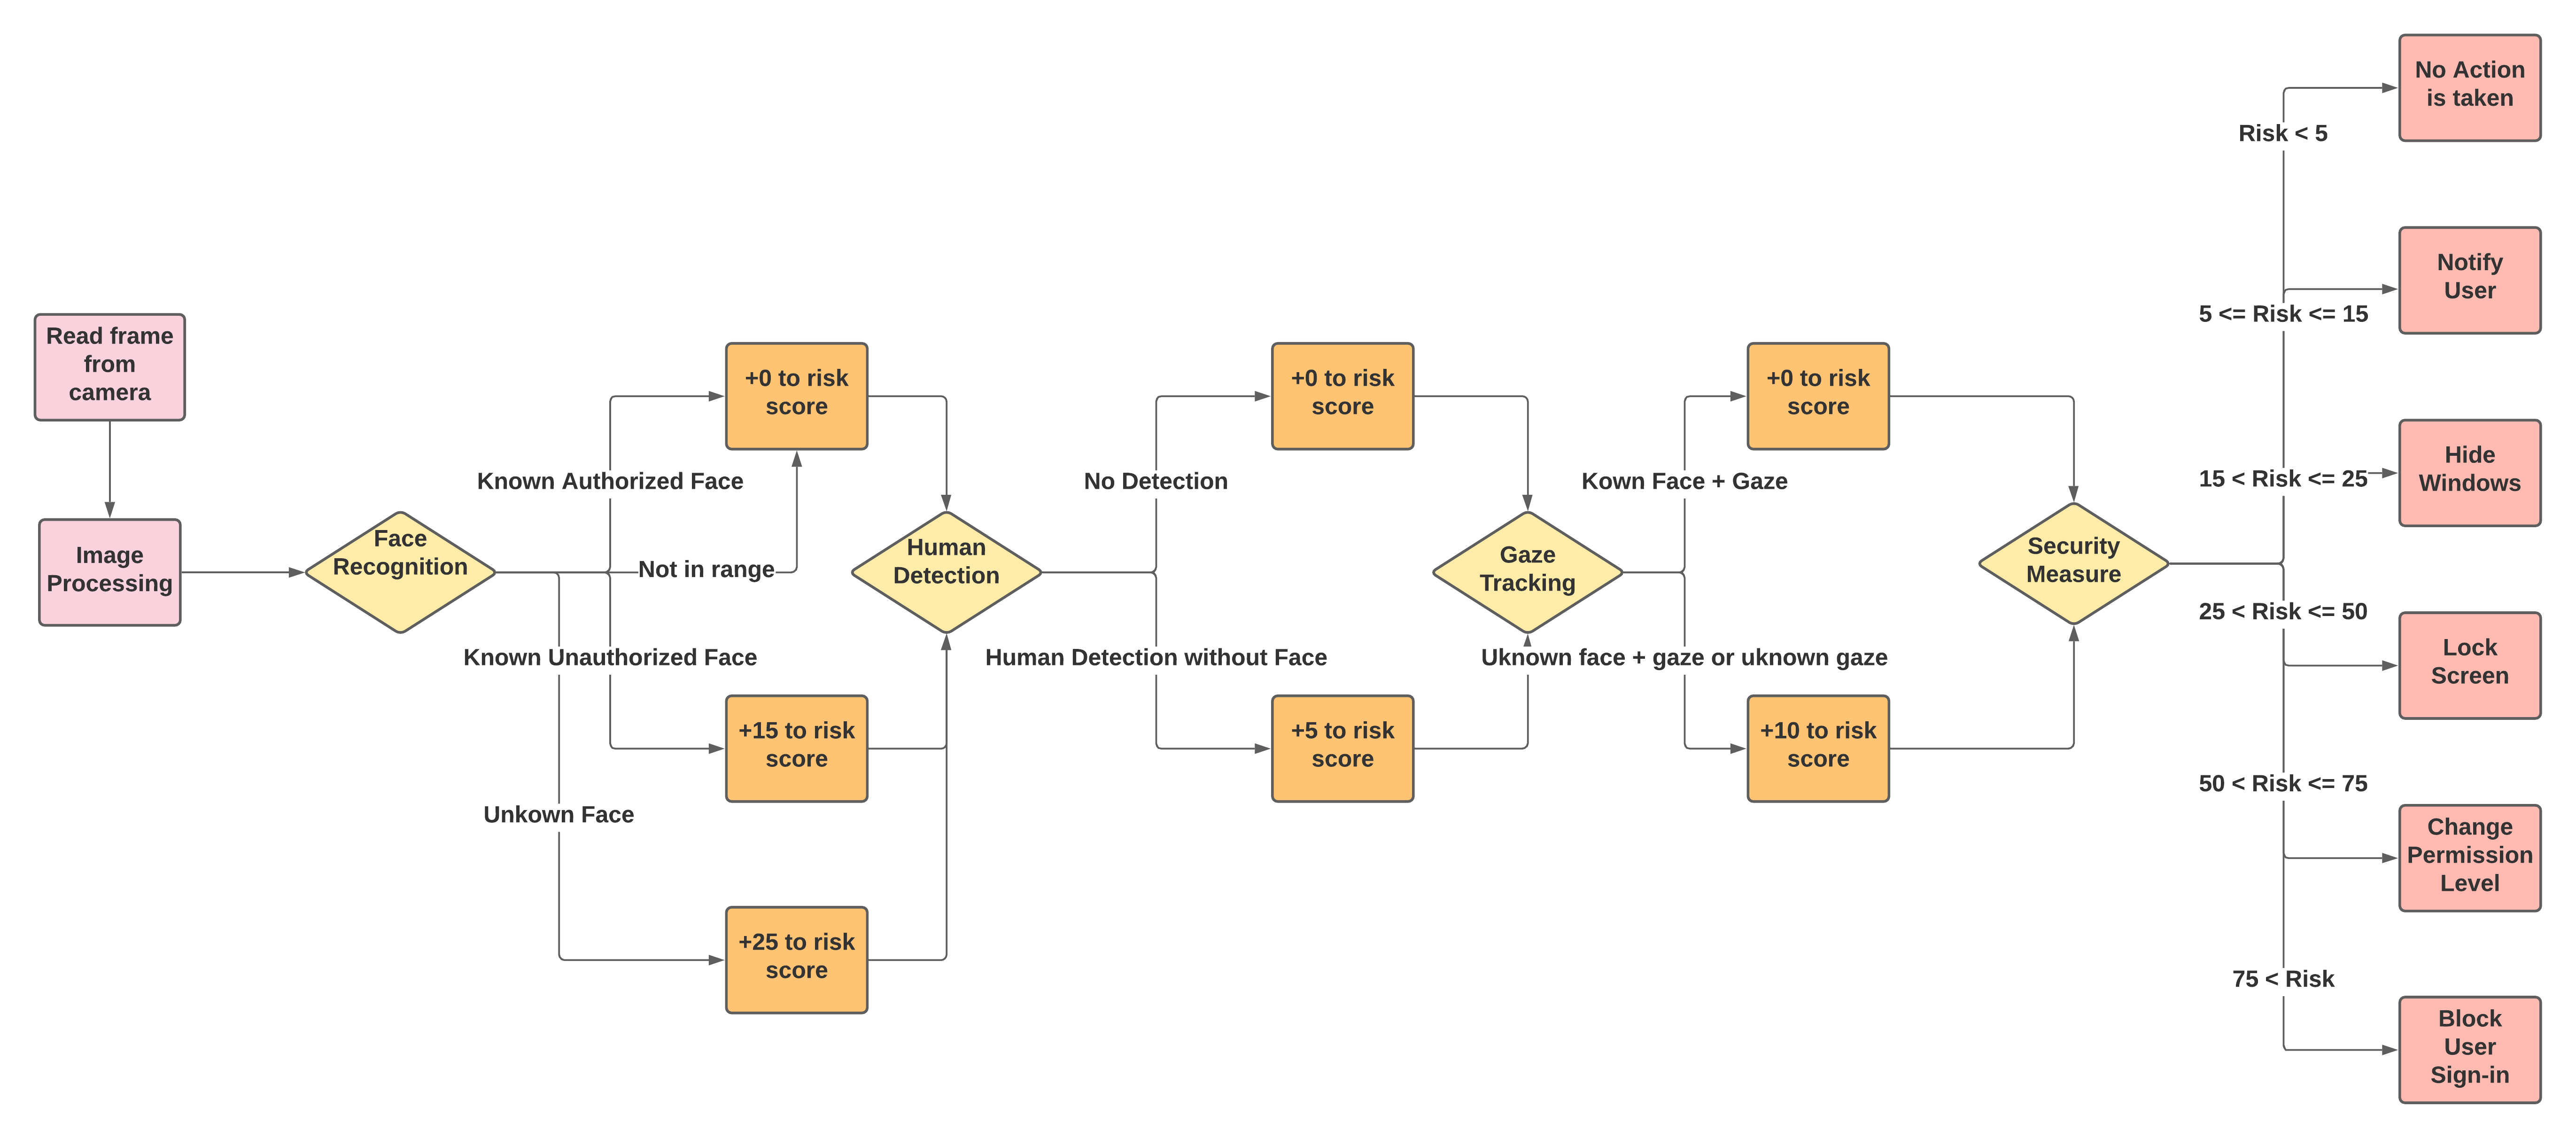 Read frame
from
camera
Image
Processing
Face
Recognition
Known Authorized Face
Not in range
Known Unauthorized Face
Unkown Face
+0 to risk
score
+15 to risk
score
+25 to risk
score
Human
Detection
No Detection
Human Detection without Face
+0 to risk
score
+5 to risk
score
Gaze
Tracking
Kown Face + Gaze
Uknown face + gaze or uknown gaze
+0 to risk
score
+10 to risk
score
Security
Measure
Risk < 5
5 <= Risk <= 15
15 < Risk <= 25
25 < Risk <= 50
50 < Risk <= 75
75 < Risk
No Action
is taken
Notify
User
Hide
Windows
Lock
Screen
Change
Permission
Level
Block
User
Sign-in